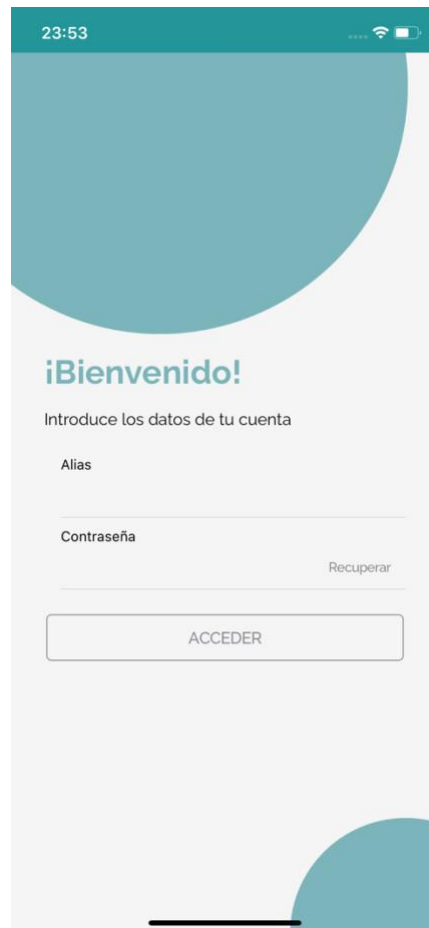 23:53
¡Bienvenido!
Introduce los datos de tu cuenta
Alias
Contraseña
Recuperar
ACCEDER